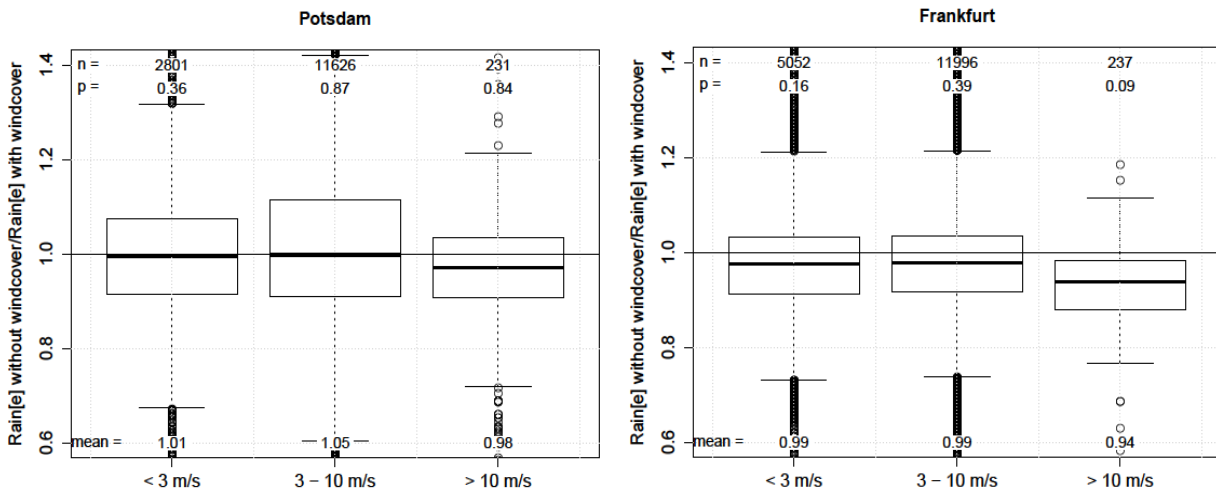 Potsdam
Rain[e] without windcover/Rain[e] with windcover
1.4
1.2
1.0
0.8
0.6
n = 2801 11626 231
p = 0.36 0.87 0.84
mean = 1.01 1.05 0.98
< 3 m/s 3 − 10 m/s > 10 m/s
Frankfurt
Rain[e] without windcover/Rain[e] with windcover
1.4
1.2
1.0
0.8
0.6
n = 5052 11996 237
p = 0.16 0.39 0.09
mean = 0.99 0.99 0.94
< 3 m/s 3 − 10 m/s > 10 m/s